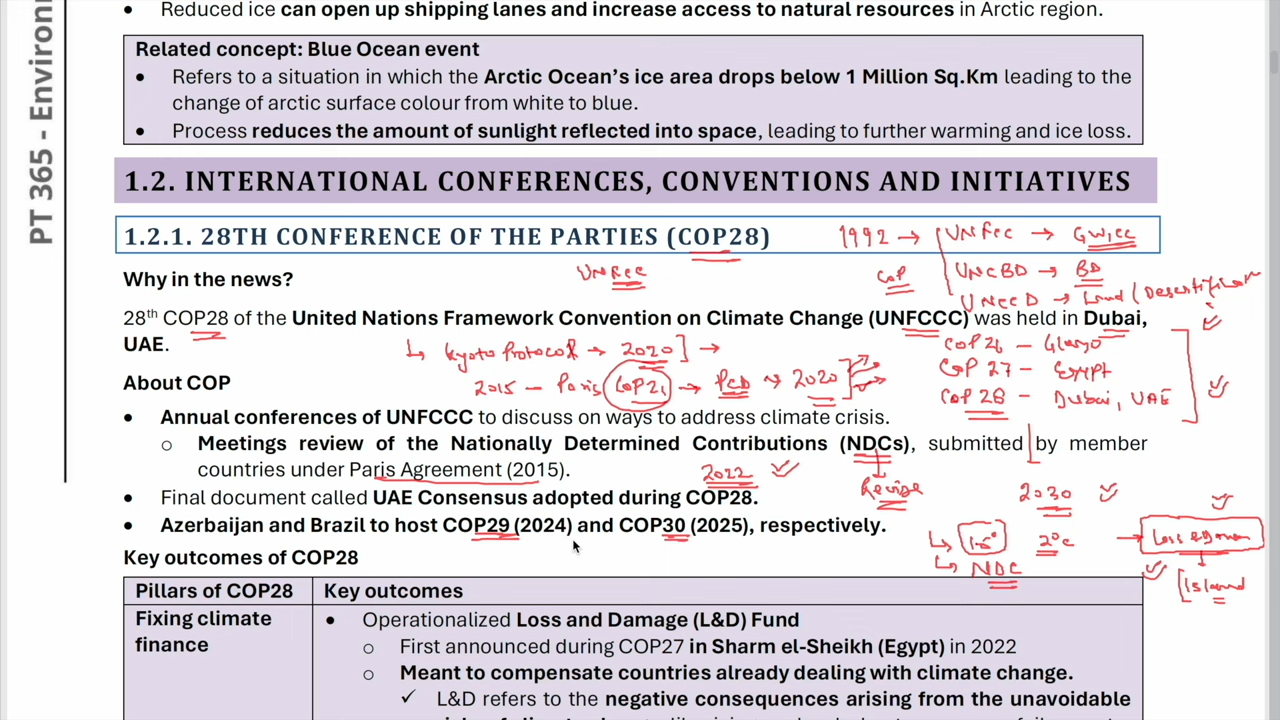 • Reduced ice can open up shipping lanes and increase access to natural resources in Arctic region.
PT 365 - Environ
Related concept: Blue Ocean event
• Refers to a situation in which the Arctic Ocean's ice area drops below 1 Million Sq.Km leading to the
change of arctic surface colour from white to blue.
• Process reduces the amount of sunlight reflected into space, leading to further warming and ice loss.
1.2. INTERNATIONAL CONFERENCES, CONVENTIONS AND INITIATIVES
1.2.1. 28TH CONFERENCE OF THE PARTIES (COP28)
1992 → UNFCCC → GW/CC
Why in the news?
CoP
UNCBD → BD
UNCCD → Land (Desertification
28th COP28 of the United Nations Framework Convention on Climate Change (UNFCCC) was held in Dubai,
UAE.
Kyoto Protocol → 2020 →
COP 26 –
COP 27 – Egypt
COP 28 – Dubai, UAE
2015 – Paris COP21 → → 2020
About COP
• Annual conferences of UNFCCC to discuss on ways to address climate crisis.
o Meetings review of the Nationally Determined Contributions (NDCs), submitted by member
countries under Paris Agreement (2015).
2022
Revise
2030
• Final document called UAE Consensus adopted during COP28.
• Azerbaijan and Brazil to host COP29 (2024) and COP30 (2025), respectively.
1.5° 2°C
→ Loss & Damage
NDC
Island
Key outcomes of COP28
Pillars of COP28 Key outcomes
Fixing climate
finance
• Operationalized Loss and Damage (L&D) Fund
o First announced during COP27 in Sharm el-Sheikh (Egypt) in 2022
o Meant to compensate countries already dealing with climate change.
✓ L&D refers to the negative consequences arising from the unavoidable